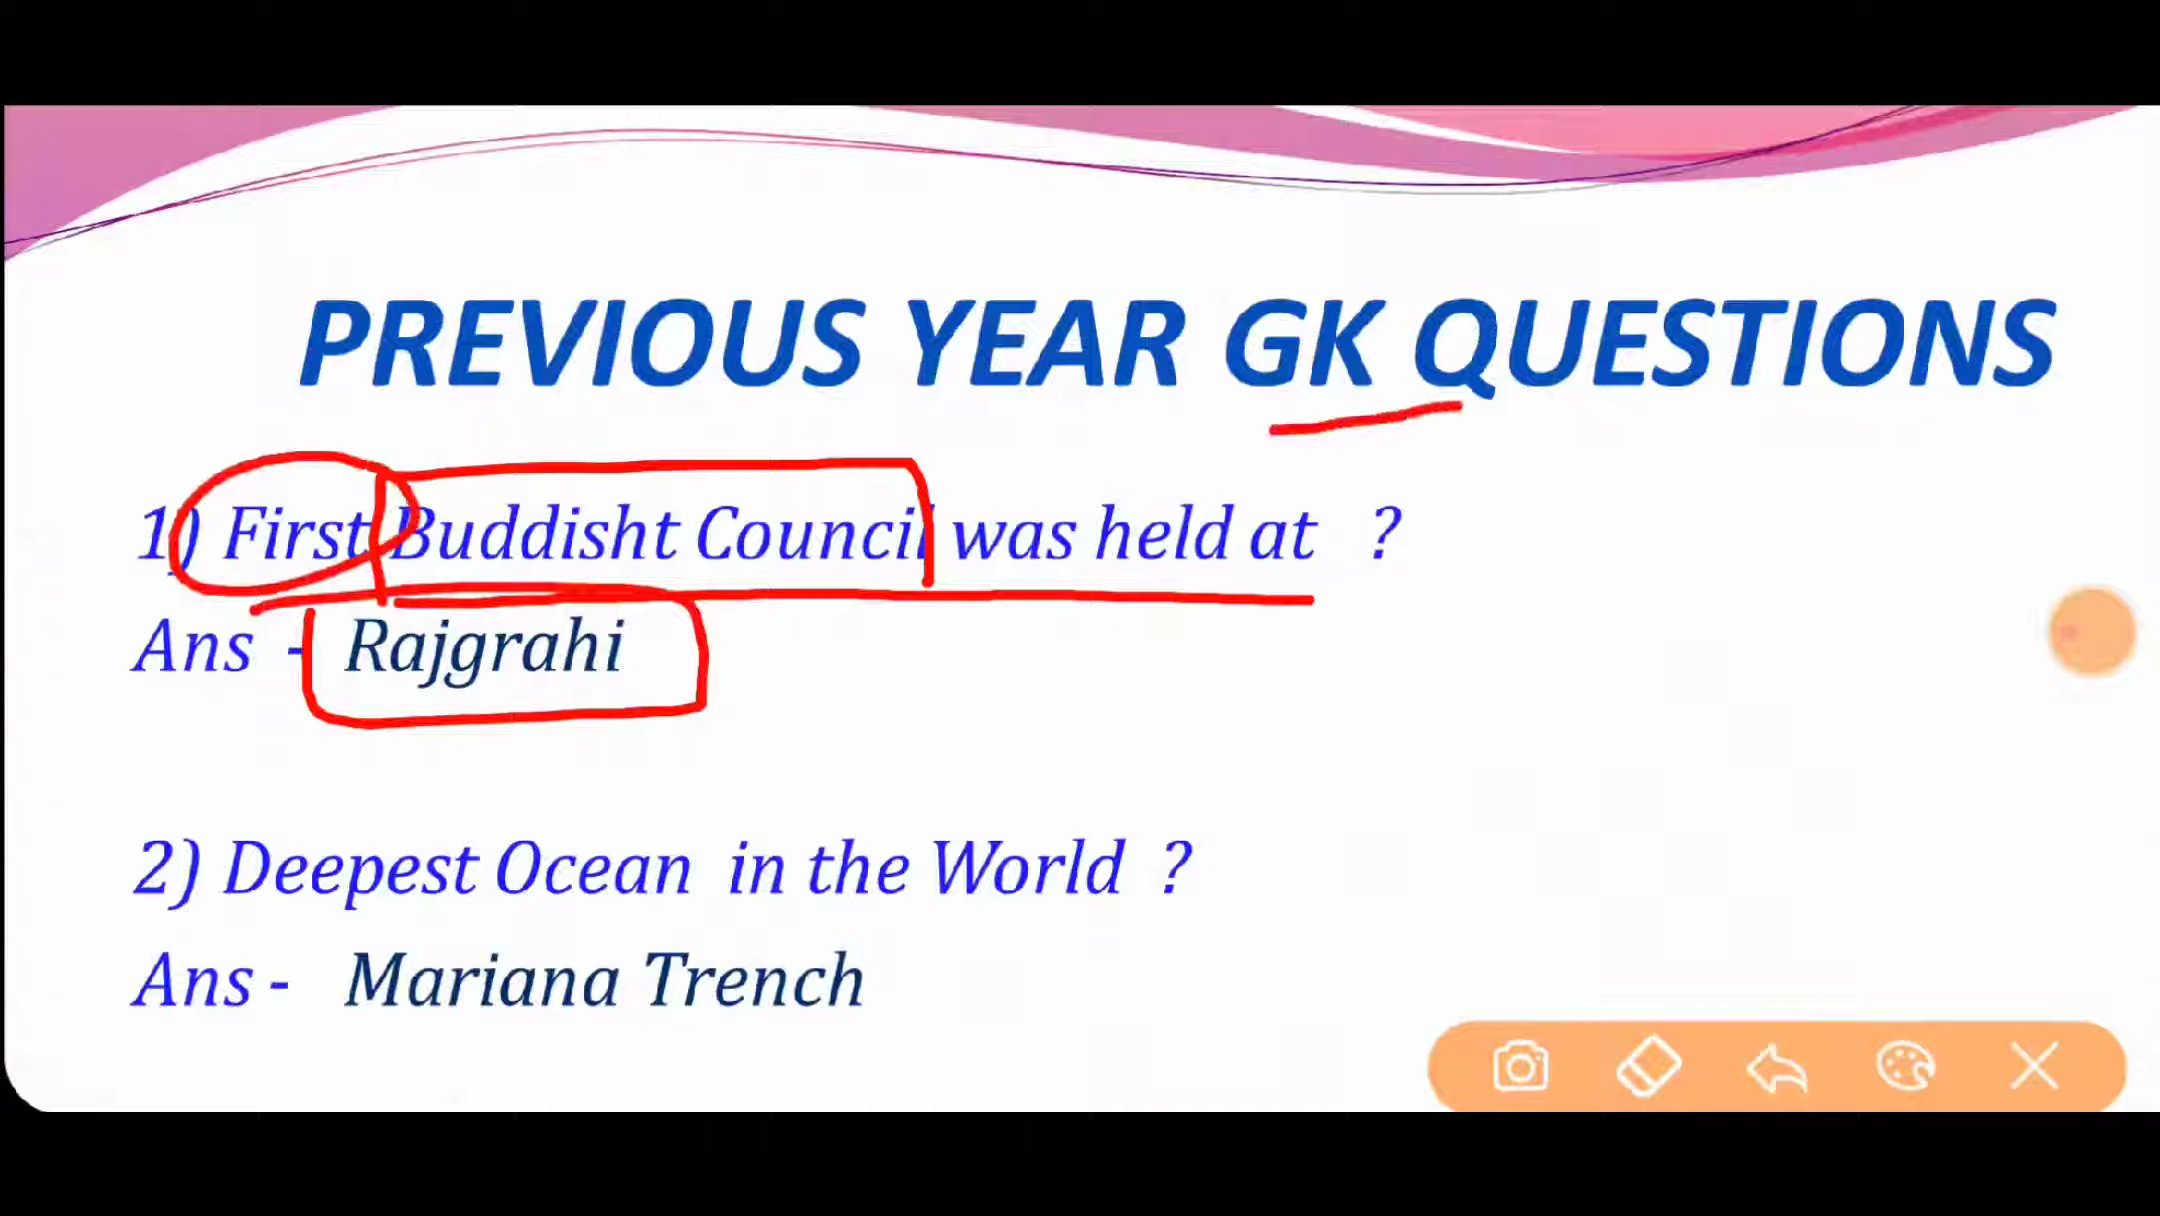 PREVIOUS YEAR GK QUESTIONS
1) First Buddisht Council was held at ?
Ans - Rajgrahi
2) Deepest Ocean in the World ?
Ans - Mariana Trench